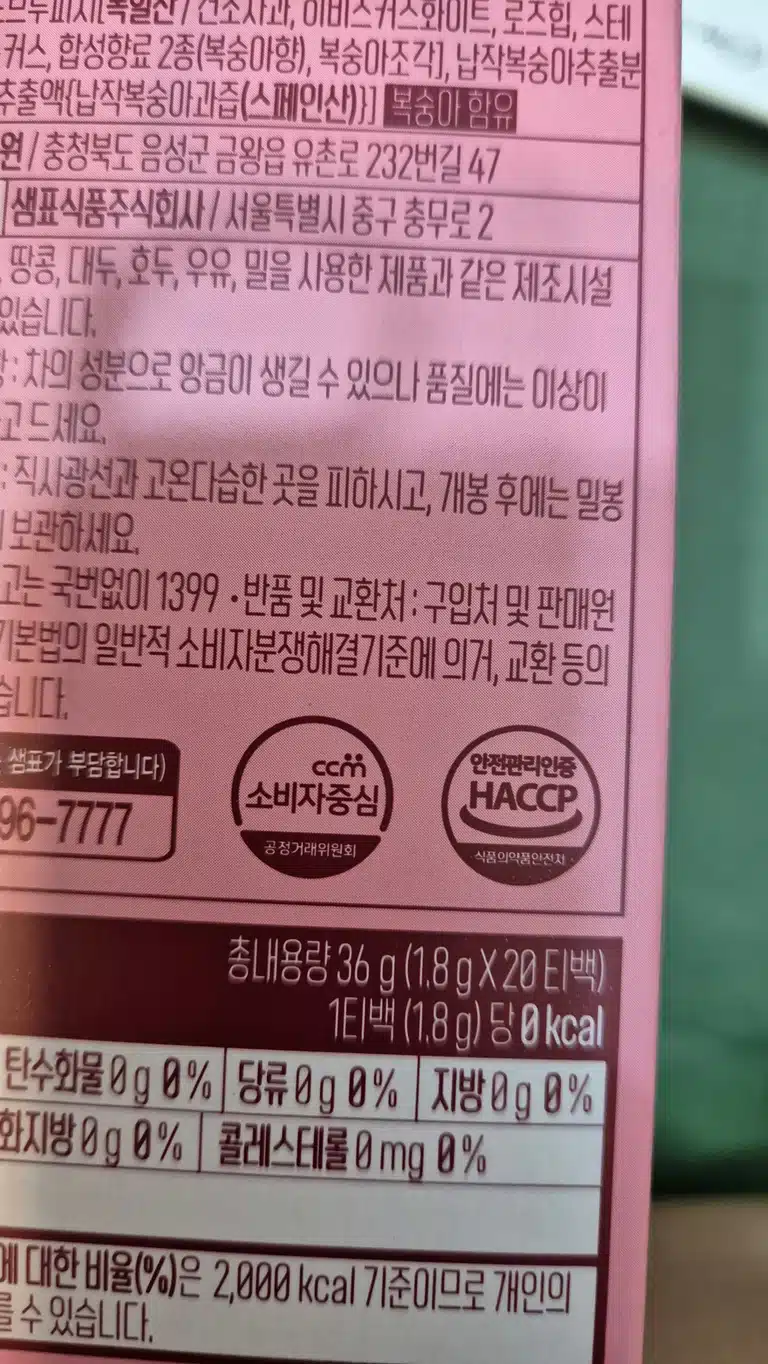 건조사과, 히비스커스화이트, 로즈힙, 스테
커스, 합성향료 2종(복숭아향), 복숭아조각], 납작복숭아추출분
추출액{납작복숭아과즙(스페인산)}] 복숭아 함유
원 / 충청북도 음성군 금왕읍 유촌로 232번길 47
샘표식품주식회사 / 서울특별시 중구 충무로 2
땅콩, 대두, 호두, 우유, 밀을 사용한 제품과 같은 제조시설
있습니다.
: 차의 성분으로 앙금이 생길 수 있으나 품질에는 이상이
고 드세요.
: 직사광선과 고온다습한 곳을 피하시고, 개봉 후에는 밀봉
보관하세요.
고는 국번없이 1399 • 반품 및 교환처 : 구입처 및 판매원
기본법의 일반적 소비자분쟁해결기준에 의거, 교환 등의
습니다.
샘표가 부담합니다)
96-7777
ccm
소비자중심
공정거래위원회
안전관리인증
HACCP
식품의약품안전처
총내용량 36 g (1.8 g X 20 티백)
1티백 (1.8 g) 당 0 kcal
탄수화물 0 g 0% 당류 0 g 0% 지방 0 g 0%
화지방 0 g 0% 콜레스테롤 0 mg 0%
에 대한 비율(%)은 2,000 kcal 기준이므로 개인의
를 수 있습니다.